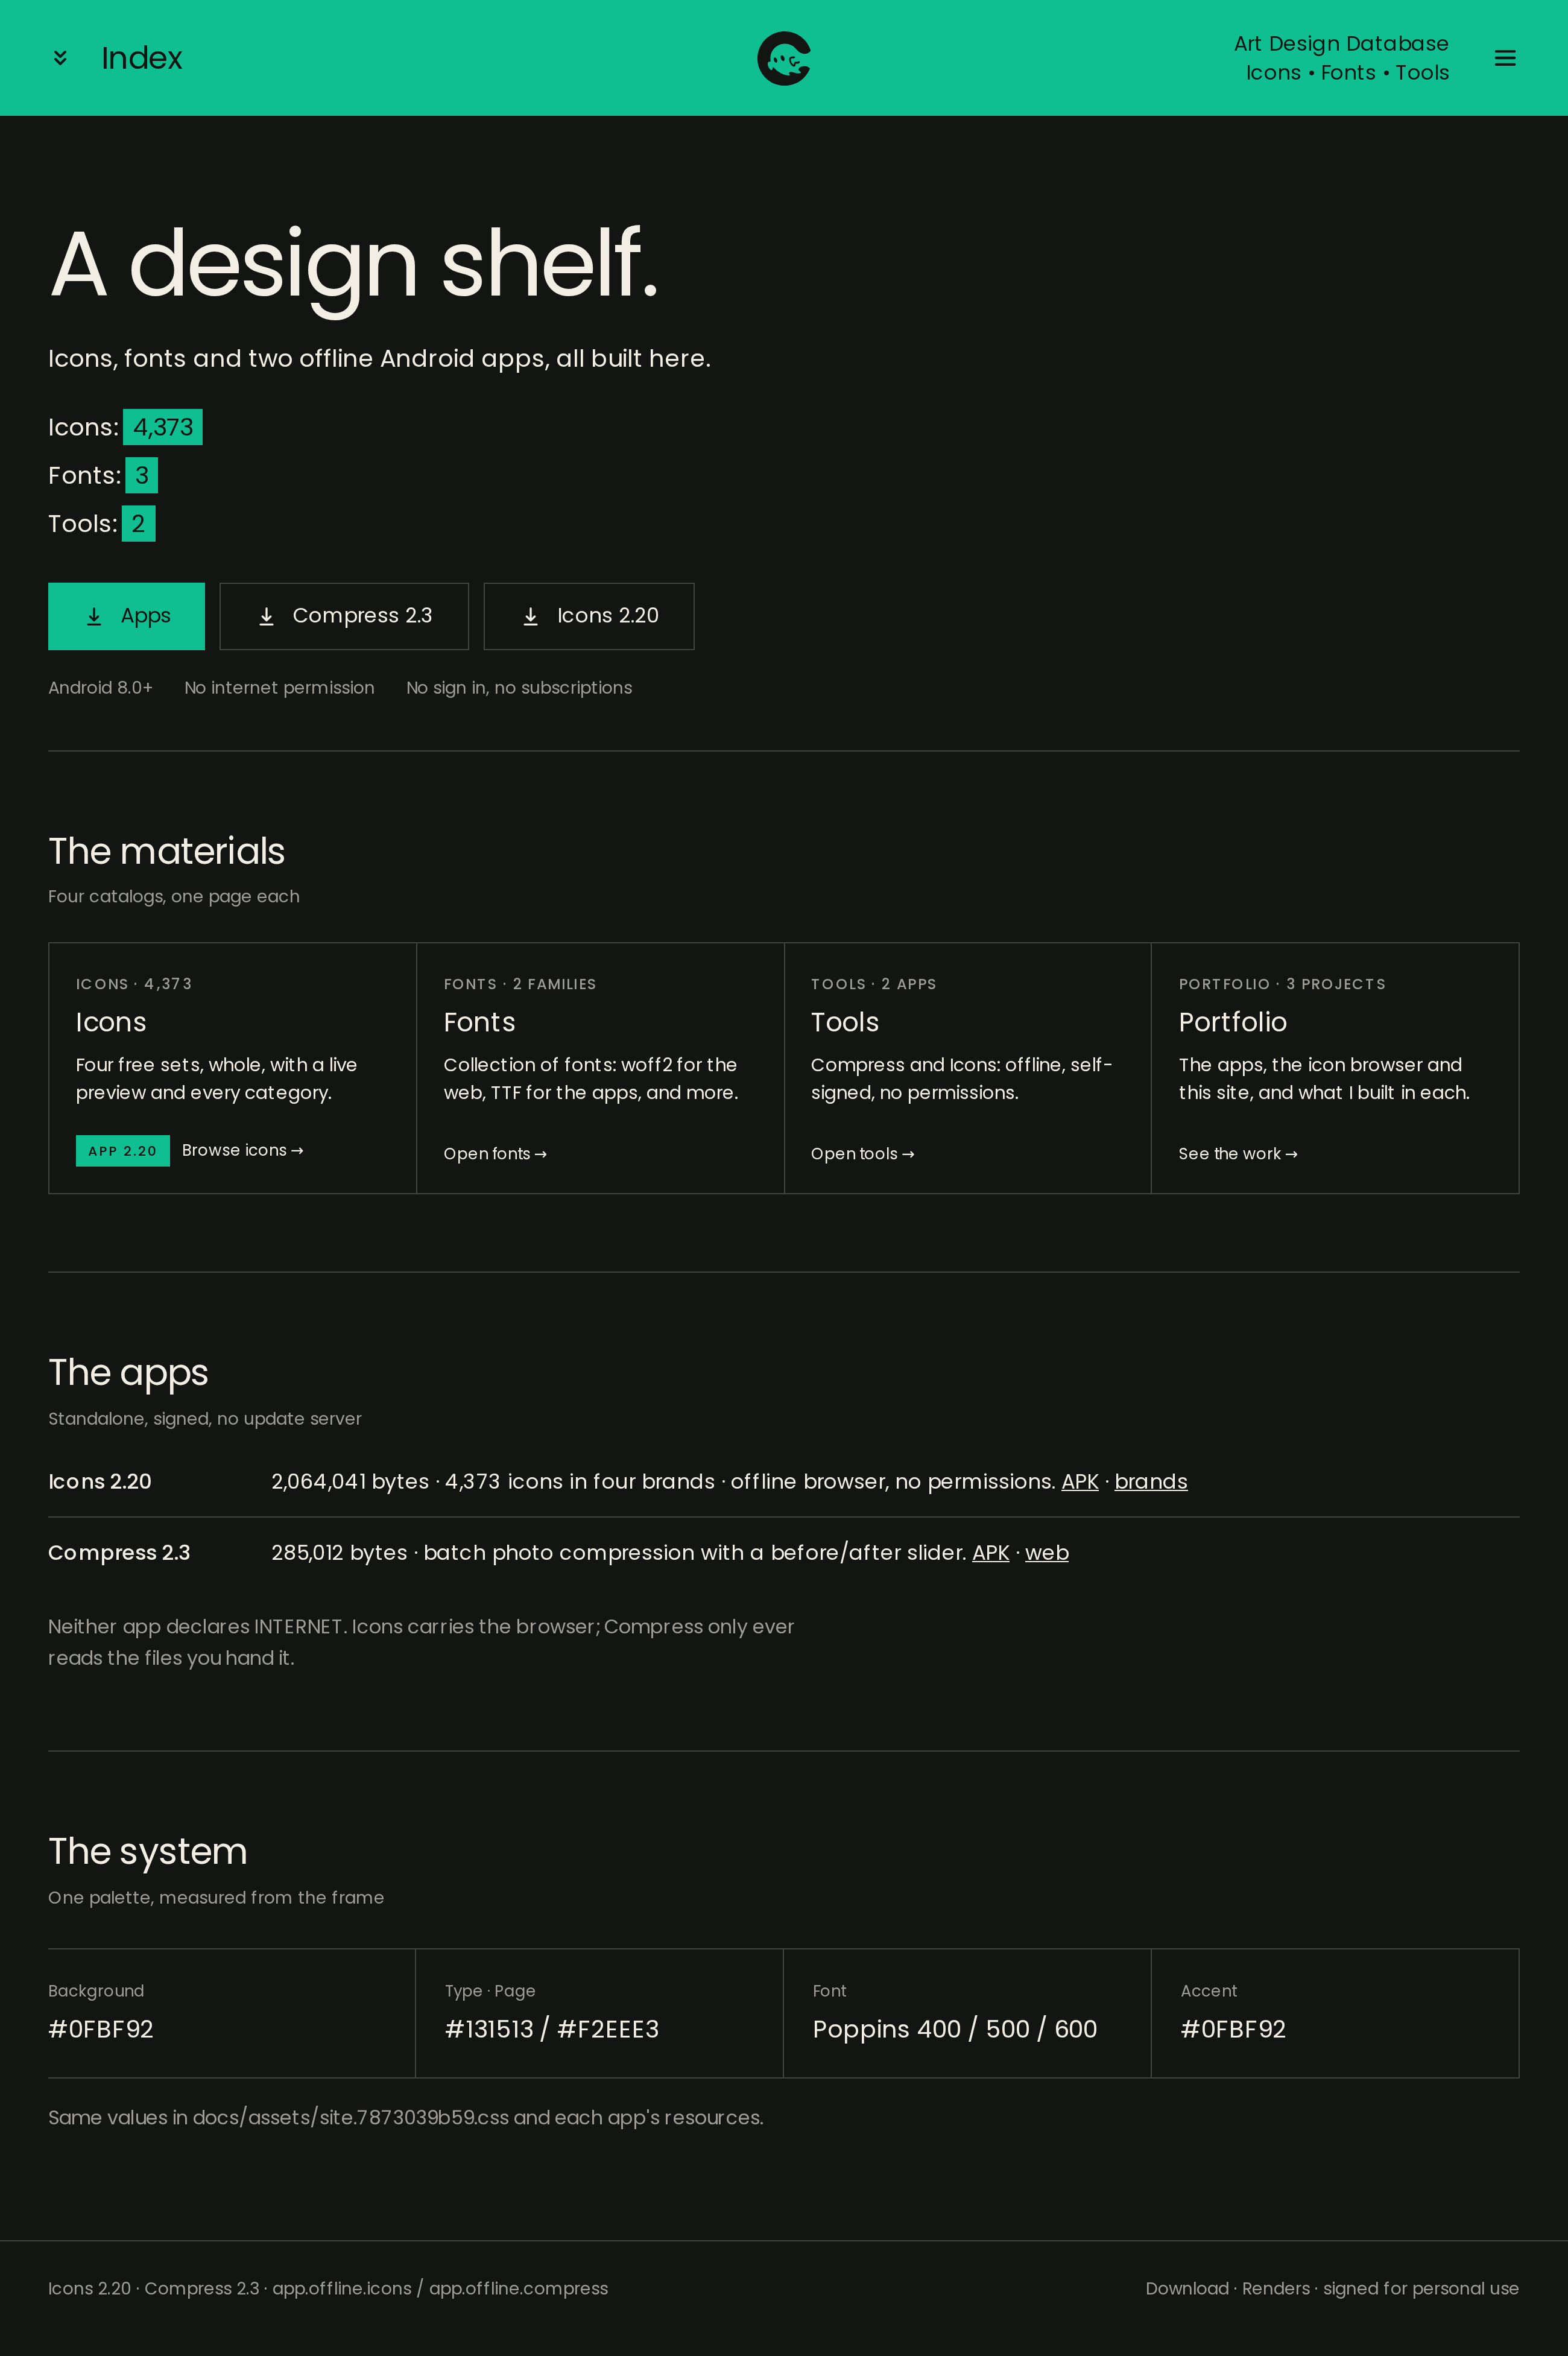 Index
Art Design Database
Icons • Fonts • Tools
A design shelf.
Icons, fonts and two offline Android apps, all built here.
Icons: 4,373
Fonts: 3
Tools: 2
Apps
Compress 2.3
Icons 2.20
Android 8.0+
No internet permission
No sign in, no subscriptions
The materials
Four catalogs, one page each
ICONS · 4,373
Icons
Four free sets, whole, with a live
preview and every category.
APP 2.20
Browse icons →
FONTS · 2 FAMILIES
Fonts
Collection of fonts: woff2 for the
web, TTF for the apps, and more.
Open fonts →
TOOLS · 2 APPS
Tools
Compress and Icons: offline, self-
signed, no permissions.
Open tools →
PORTFOLIO · 3 PROJECTS
Portfolio
The apps, the icon browser and
this site, and what I built in each.
See the work →
The apps
Standalone, signed, no update server
Icons 2.20
2,064,041 bytes · 4,373 icons in four brands · offline browser, no permissions. APK · brands
Compress 2.3
285,012 bytes · batch photo compression with a before/after slider. APK · web
Neither app declares INTERNET. Icons carries the browser; Compress only ever
reads the files you hand it.
The system
One palette, measured from the frame
Background
#0FBF92
Type · Page
#131513 / #F2EEE3
Font
Poppins 400 / 500 / 600
Accent
#0FBF92
Same values in docs/assets/site.7873039b59.css and each app's resources.
Icons 2.20 · Compress 2.3 · app.offline.icons / app.offline.compress
Download · Renders · signed for personal use